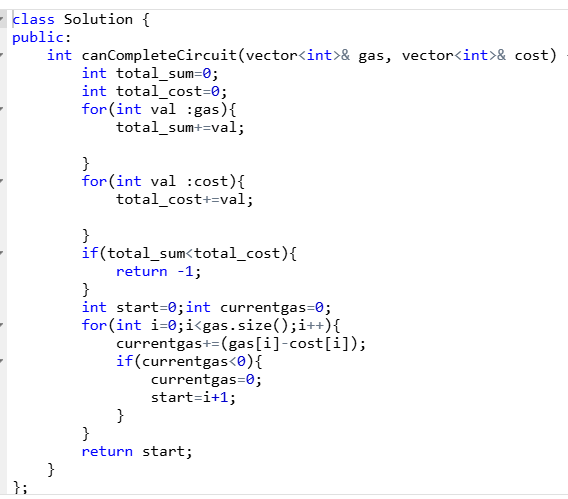 class Solution {
public:
    int canCompleteCircuit(vector<int>& gas, vector<int>& cost)
        int total_sum=0;
        int total_cost=0;
        for(int val :gas){
            total_sum+=val;

        }
        for(int val :cost){
            total_cost+=val;

        }
        if(total_sum<total_cost){
            return -1;
        }
        int start=0;int currentgas=0;
        for(int i=0;i<gas.size();i++){
            currentgas+=(gas[i]-cost[i]);
            if(currentgas<0){
                currentgas=0;
                start=i+1;
            }
        }
        return start;
    }
};